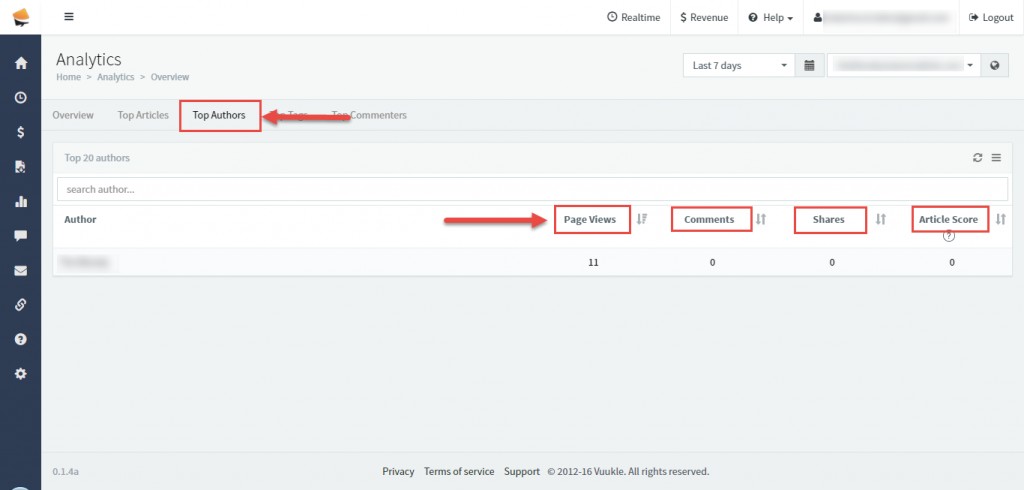 Realtime $ Revenue Help Logout
Analytics
Home > Analytics > Overview
Last 7 days
Overview Top Articles Top Authors Top Tags Top Commenters
Top 20 authors
search author...
Author Page Views Comments Shares Article Score
?
11 0 0 0
0.1.4a
Privacy Terms of service Support © 2012-16 Vuukle. All rights reserved.